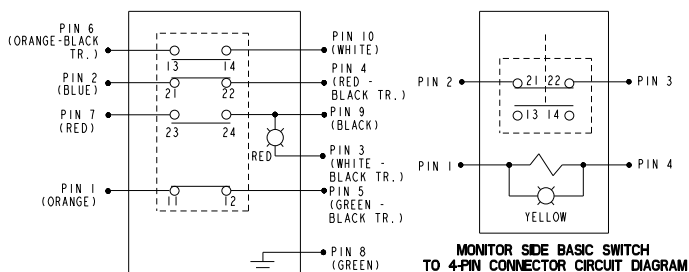 PIN 6
(ORANGE-BLACK
TR.)
13
14
PIN 10
(WHITE)
PIN 2
(BLUE)
21
22
PIN 4
(RED -
BLACK TR.)
PIN 7
(RED)
23
24
PIN 9
(BLACK)
RED
PIN 3
(WHITE -
BLACK TR.)
PIN 1
(ORANGE)
11
12
PIN 5
(GREEN -
BLACK TR.)
PIN 8
(GREEN)
PIN 2
21 22
PIN 3
13 14
PIN 1
PIN 4
YELLOW
MONITOR SIDE BASIC SWITCH
TO 4-PIN CONNECTOR CIRCUIT DIAGRAM